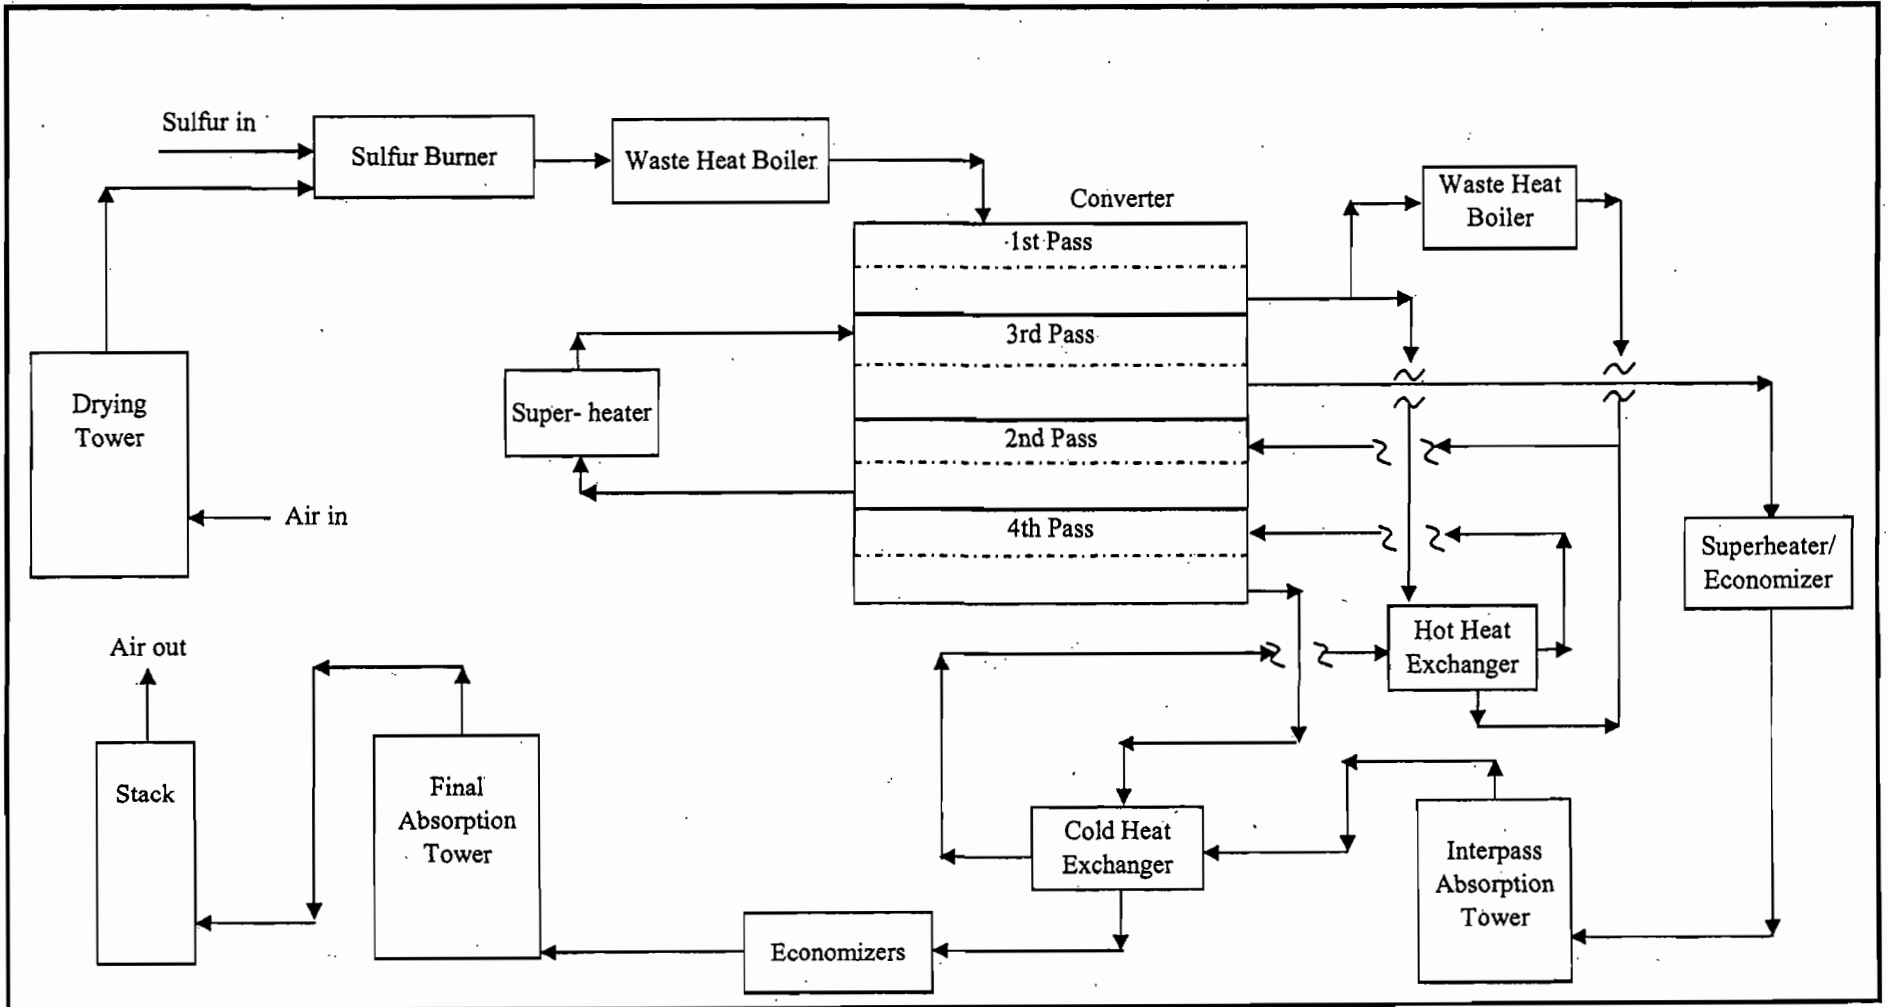 Sulfur in
Sulfur Burner
Waste Heat Boiler
Converter
Waste Heat
Boiler
1st Pass
3rd Pass
2nd Pass
4th Pass
Super- heater
Drying
Tower
Air in
Superheater/
Economizer
Hot Heat
Exchanger
Air out
Stack
Final
Absorption
Tower
Cold Heat
Exchanger
Interpass
Absorption
Tower
Economizers